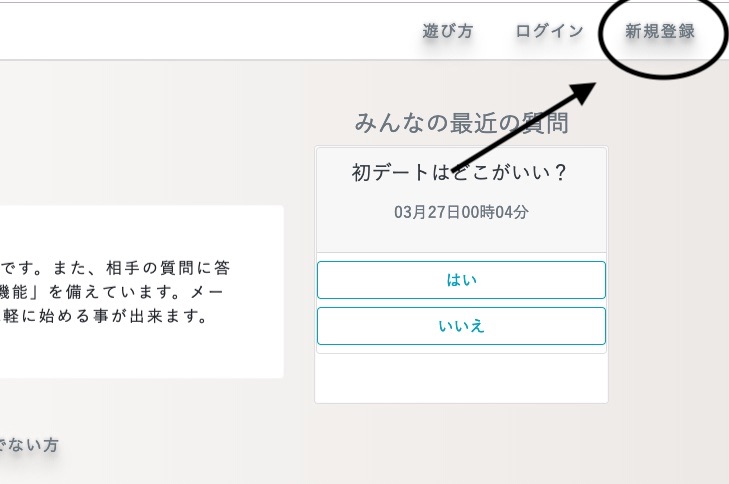 遊び方 ログイン 新規登録
みんなの最近の質問
初デートはどこがいい？
03月27日00時04分
はい
いいえ
です。また、相手の質問に答
機能」を備えています。メー
軽に始める事が出来ます。
でない方